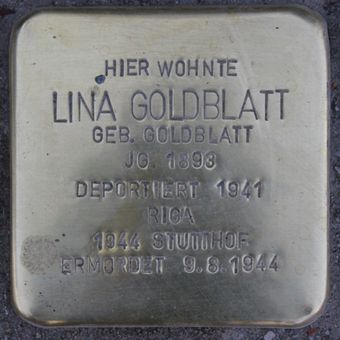 HIER WOHNTE
LINA GOLDBLATT
GEB. GOLDBLATT
JG. 1893
DEPORTIERT 1941
RIGA
1944 STUTTHOF
ERMORDET 9.8.1944